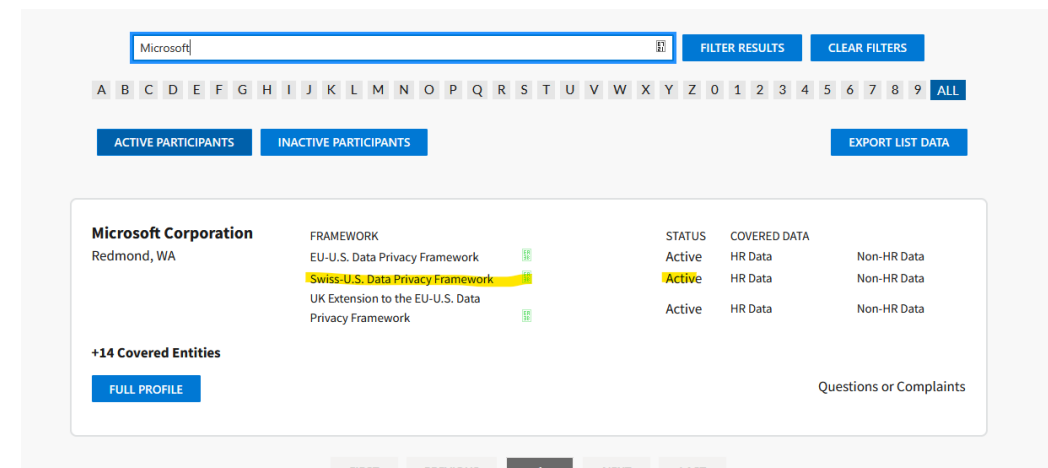 Microsoft
FILTER RESULTS
CLEAR FILTERS
A B C D E F G H I J K L M N O P Q R S T U V W X Y Z 0 1 2 3 4 5 6 7 8 9 ALL
ACTIVE PARTICIPANTS
INACTIVE PARTICIPANTS
EXPORT LIST DATA
Microsoft Corporation
Redmond, WA
FRAMEWORK STATUS COVERED DATA
EU-U.S. Data Privacy Framework Active HR Data Non-HR Data
Swiss-U.S. Data Privacy Framework Active HR Data Non-HR Data
UK Extension to the EU-U.S. Data
Privacy Framework Active HR Data Non-HR Data
+14 Covered Entities
FULL PROFILE
Questions or Complaints